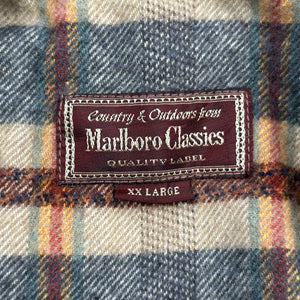 Country & Outdoors from
Marlboro Classics
QUALITY LABEL
XX LARGE